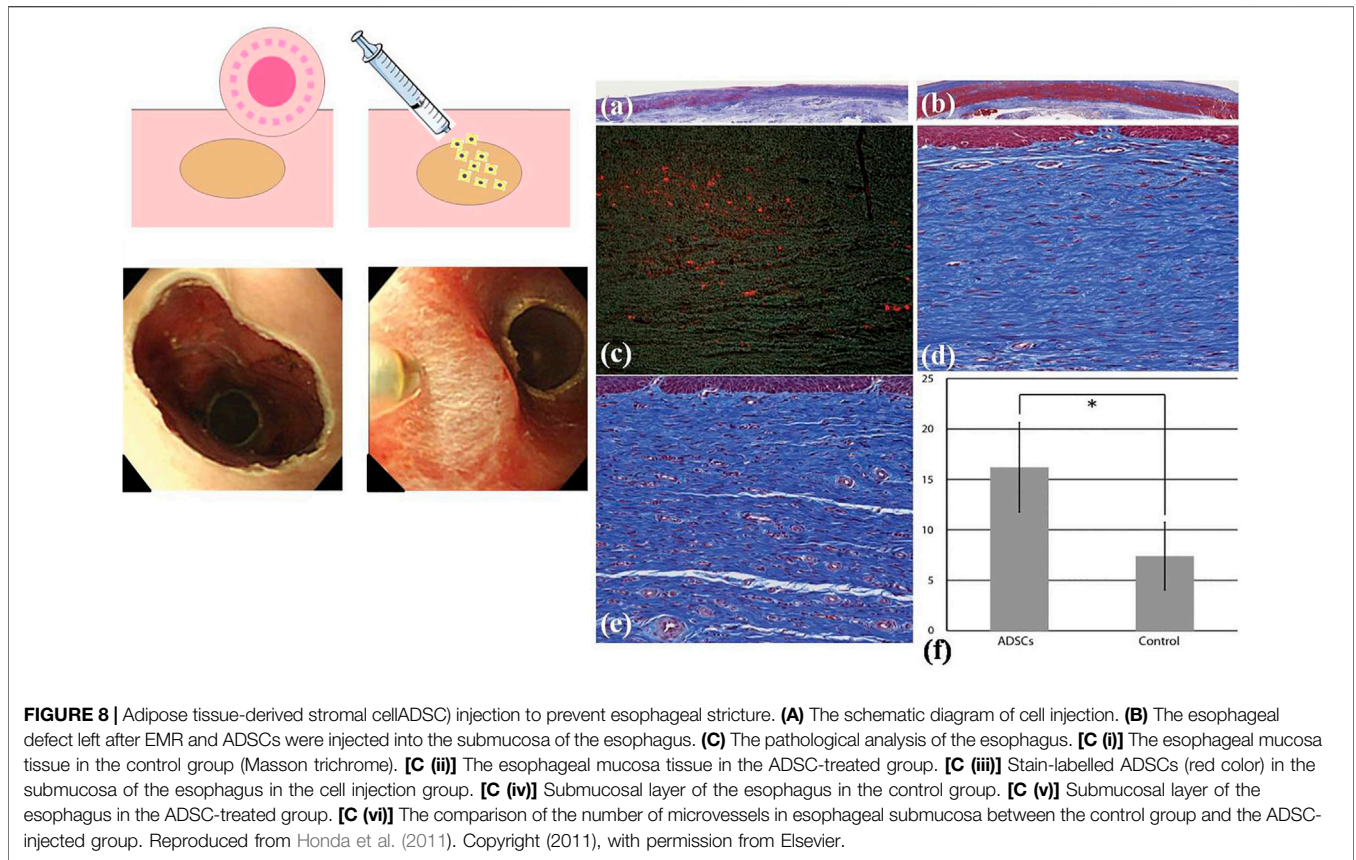 (a)
(b)
(c)
(d)
(e)
25
20
15
10
5
0
*
ADSCs
Control
(f)
FIGURE 8 | Adipose tissue-derived stromal cellADSC) injection to prevent esophageal stricture. (A) The schematic diagram of cell injection. (B) The esophageal
defect left after EMR and ADSCs were injected into the submucosa of the esophagus. (C) The pathological analysis of the esophagus. [C (i)] The esophageal mucosa
tissue in the control group (Masson trichrome). [C (ii)] The esophageal mucosa tissue in the ADSC-treated group. [C (iii)] Stain-labelled ADSCs (red color) in the
submucosa of the esophagus in the cell injection group. [C (iv)] Submucosal layer of the esophagus in the control group. [C (v)] Submucosal layer of the
esophagus in the ADSC-treated group. [C (vi)] The comparison of the number of microvessels in esophageal submucosa between the control group and the ADSC-
injected group. Reproduced from Honda et al. (2011). Copyright (2011), with permission from Elsevier.